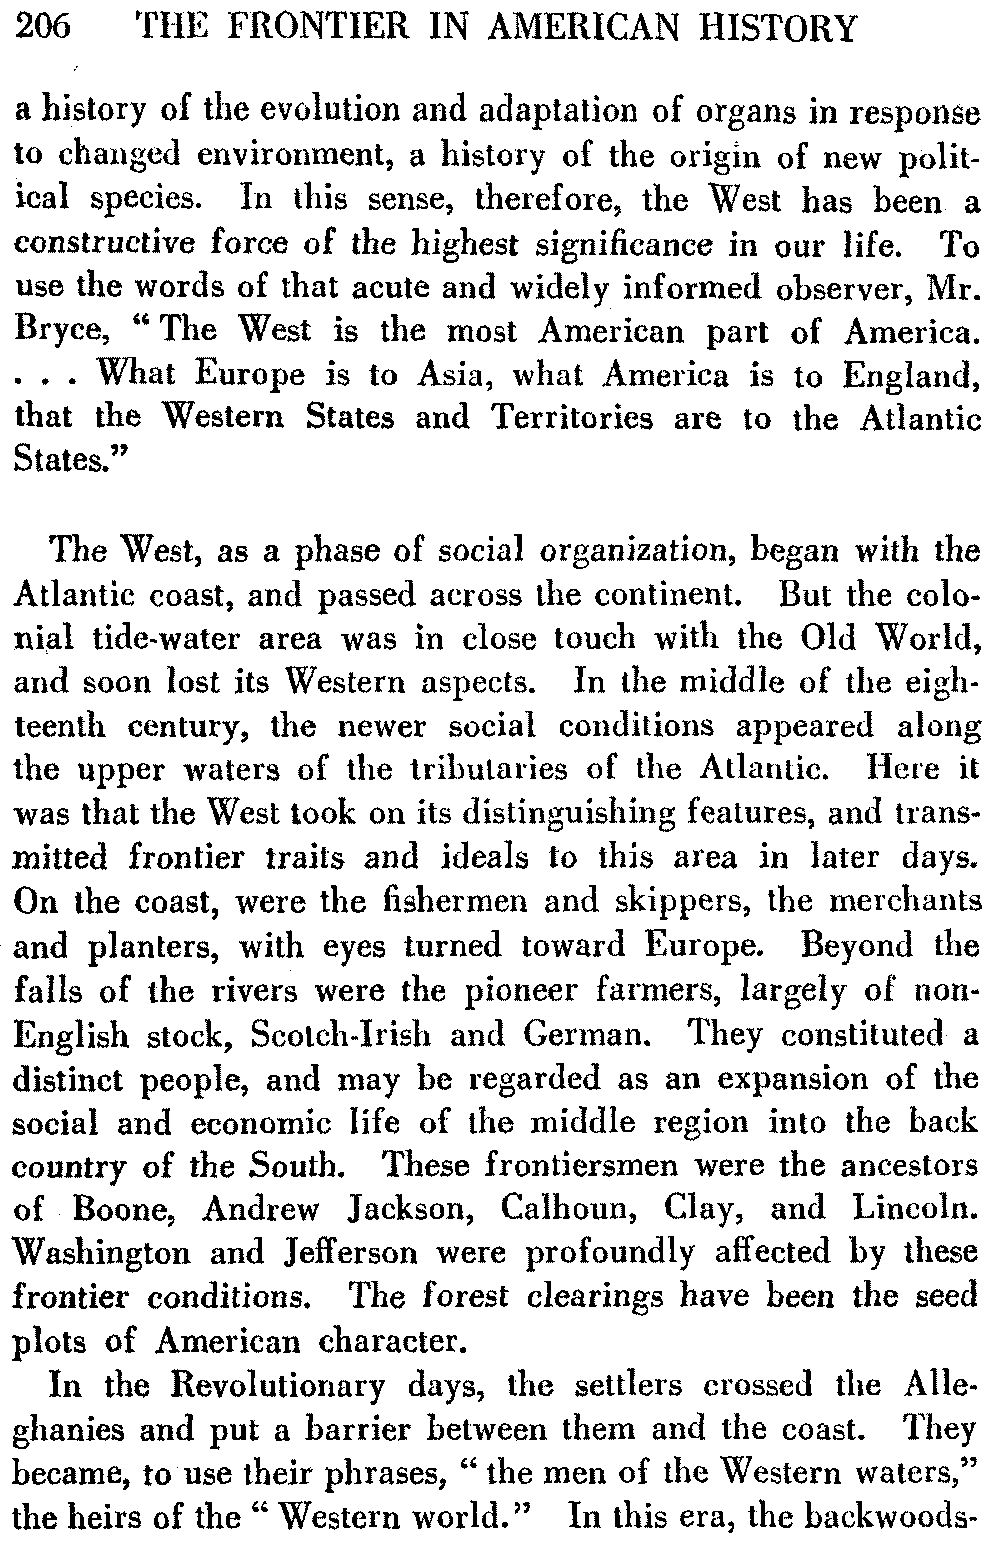 206 THE FRONTIER IN AMERICAN HISTORY
a history of the evolution and adaptation of organs in response
to changed environment, a history of the origin of new polit-
ical species. In this sense, therefore, the West has been a
constructive force of the highest significance in our life. To
use the words of that acute and widely informed observer, Mr.
Bryce, “ The West is the most American part of America.
. . . What Europe is to Asia, what America is to England,
that the Western States and Territories are to the Atlantic
States.”
The West, as a phase of social organization, began with the
Atlantic coast, and passed across the continent. But the colo-
nial tide-water area was in close touch with the Old World,
and soon lost its Western aspects. In the middle of the eigh-
teenth century, the newer social conditions appeared along
the upper waters of the tributaries of the Atlantic. Here it
was that the West took on its distinguishing features, and trans-
mitted frontier traits and ideals to this area in later days.
On the coast, were the fishermen and skippers, the merchants
and planters, with eyes turned toward Europe. Beyond the
falls of the rivers were the pioneer farmers, largely of non-
English stock, Scotch-Irish and German. They constituted a
distinct people, and may be regarded as an expansion of the
social and economic life of the middle region into the back
country of the South. These frontiersmen were the ancestors
of Boone, Andrew Jackson, Calhoun, Clay, and Lincoln.
Washington and Jefferson were profoundly affected by these
frontier conditions. The forest clearings have been the seed
plots of American character.
In the Revolutionary days, the settlers crossed the Alle-
ghanies and put a barrier between them and the coast. They
became, to use their phrases, “ the men of the Western waters,”
the heirs of the “ Western world.” In this era, the backwoods-